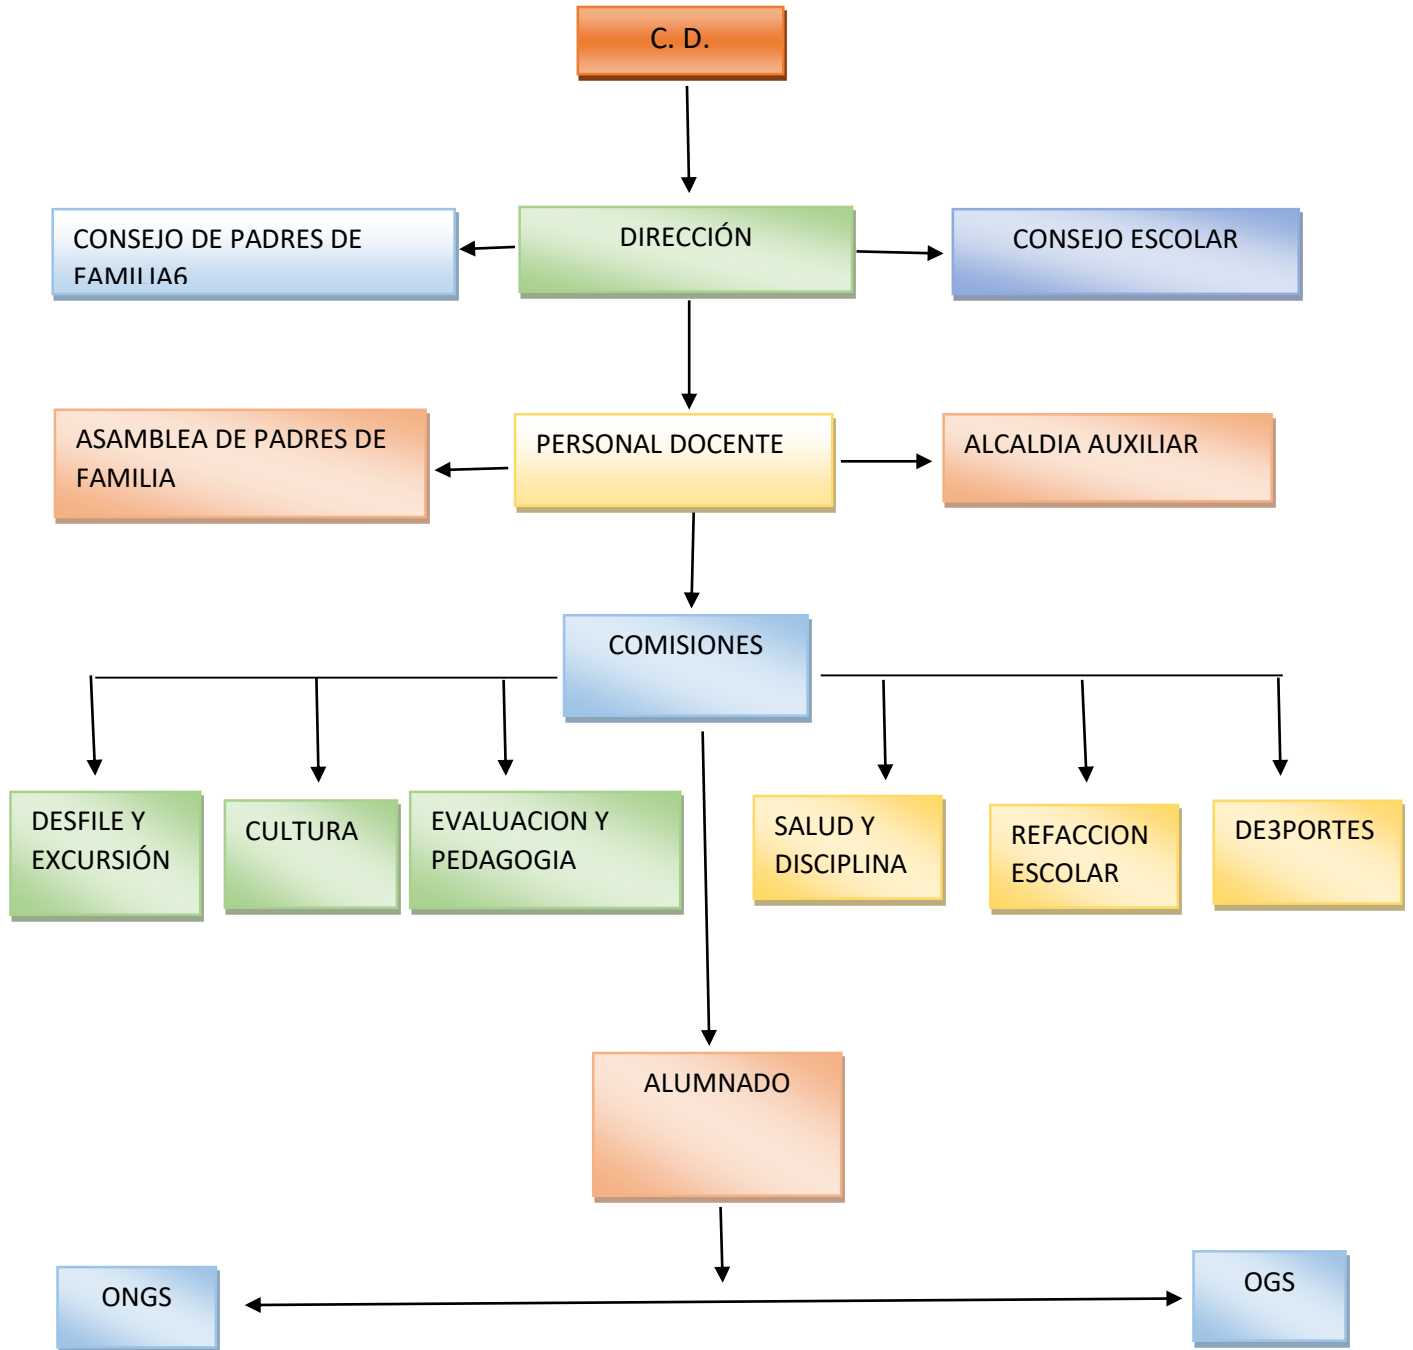 C. D.
CONSEJO DE PADRES DE
FAMILIA6
DIRECCIÓN
CONSEJO ESCOLAR
ASAMBLEA DE PADRES DE
FAMILIA
PERSONAL DOCENTE
ALCALDIA AUXILIAR
COMISIONES
DESFILE Y
EXCURSIÓN
CULTURA
EVALUACION Y
PEDAGOGIA
SALUD Y
DISCIPLINA
REFACCION
ESCOLAR
DE3PORTES
ALUMNADO
ONGS
OGS